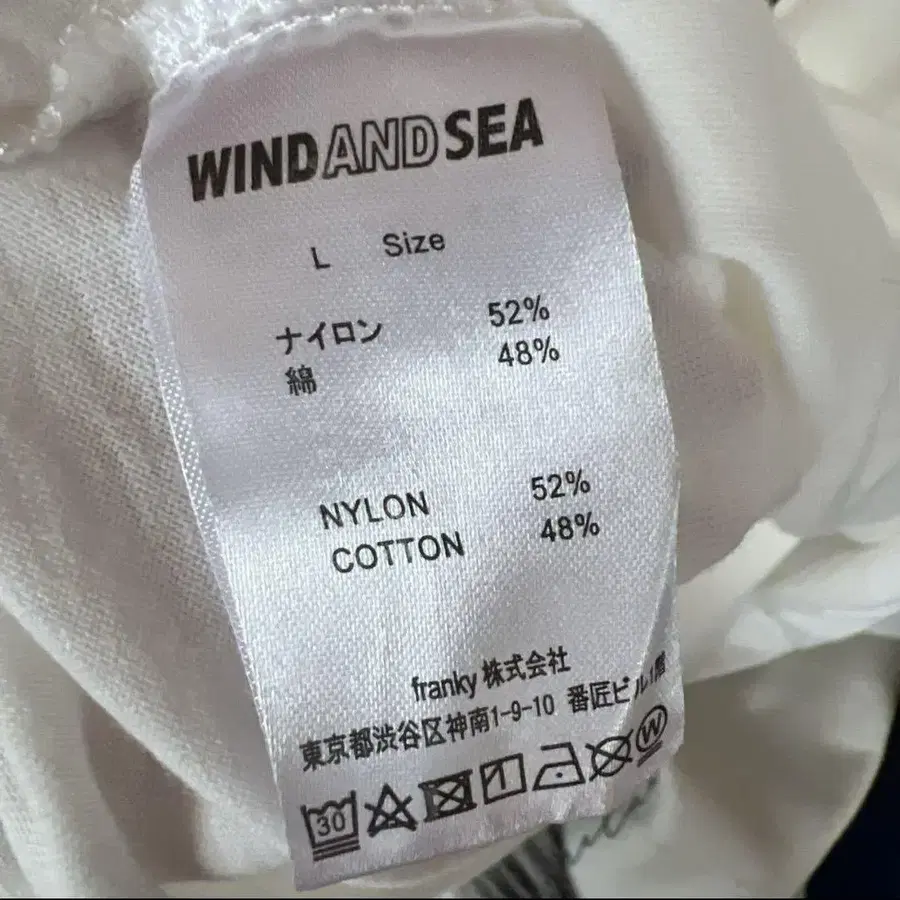 WINDANDSEA
L Size
ナイロン 52%
綿 48%
NYLON 52%
COTTON 48%
franky 株式会社
東京都渋谷区神南1-9-10 番匠ビル1階
30
W